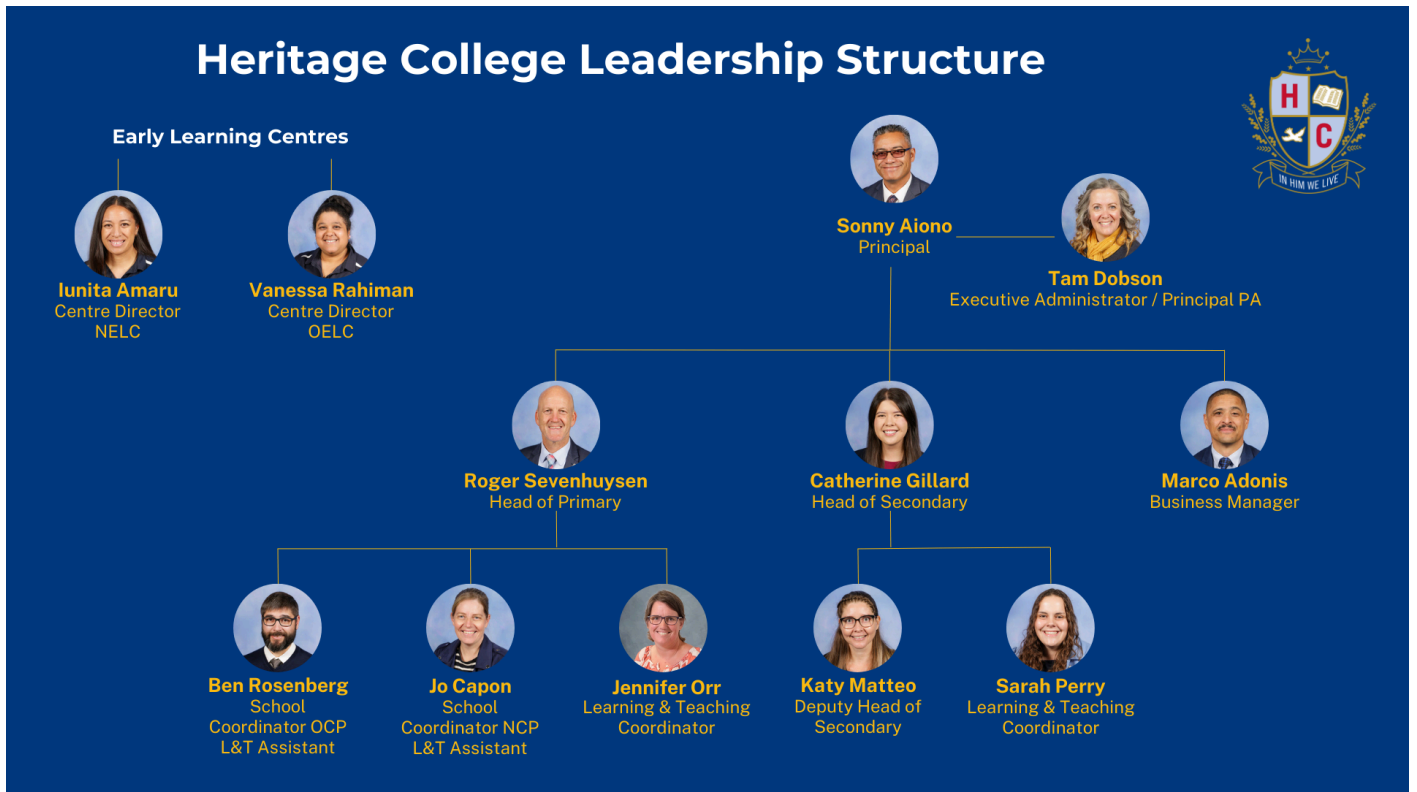 Heritage College Leadership Structure
H
C
IN HIM WE LIVE
Early Learning Centres
Iunita Amaru
Centre Director
NELC
Vanessa Rahiman
Centre Director
OELC
Sonny Aiono
Principal
Tam Dobson
Executive Administrator / Principal PA
Roger Sevenhuysen
Head of Primary
Catherine Gillard
Head of Secondary
Marco Adonis
Business Manager
Ben Rosenberg
School
Coordinator OCP
L&T Assistant
Jo Capon
School
Coordinator NCP
L&T Assistant
Jennifer Orr
Learning & Teaching
Coordinator
Katy Matteo
Deputy Head of
Secondary
Sarah Perry
Learning & Teaching
Coordinator